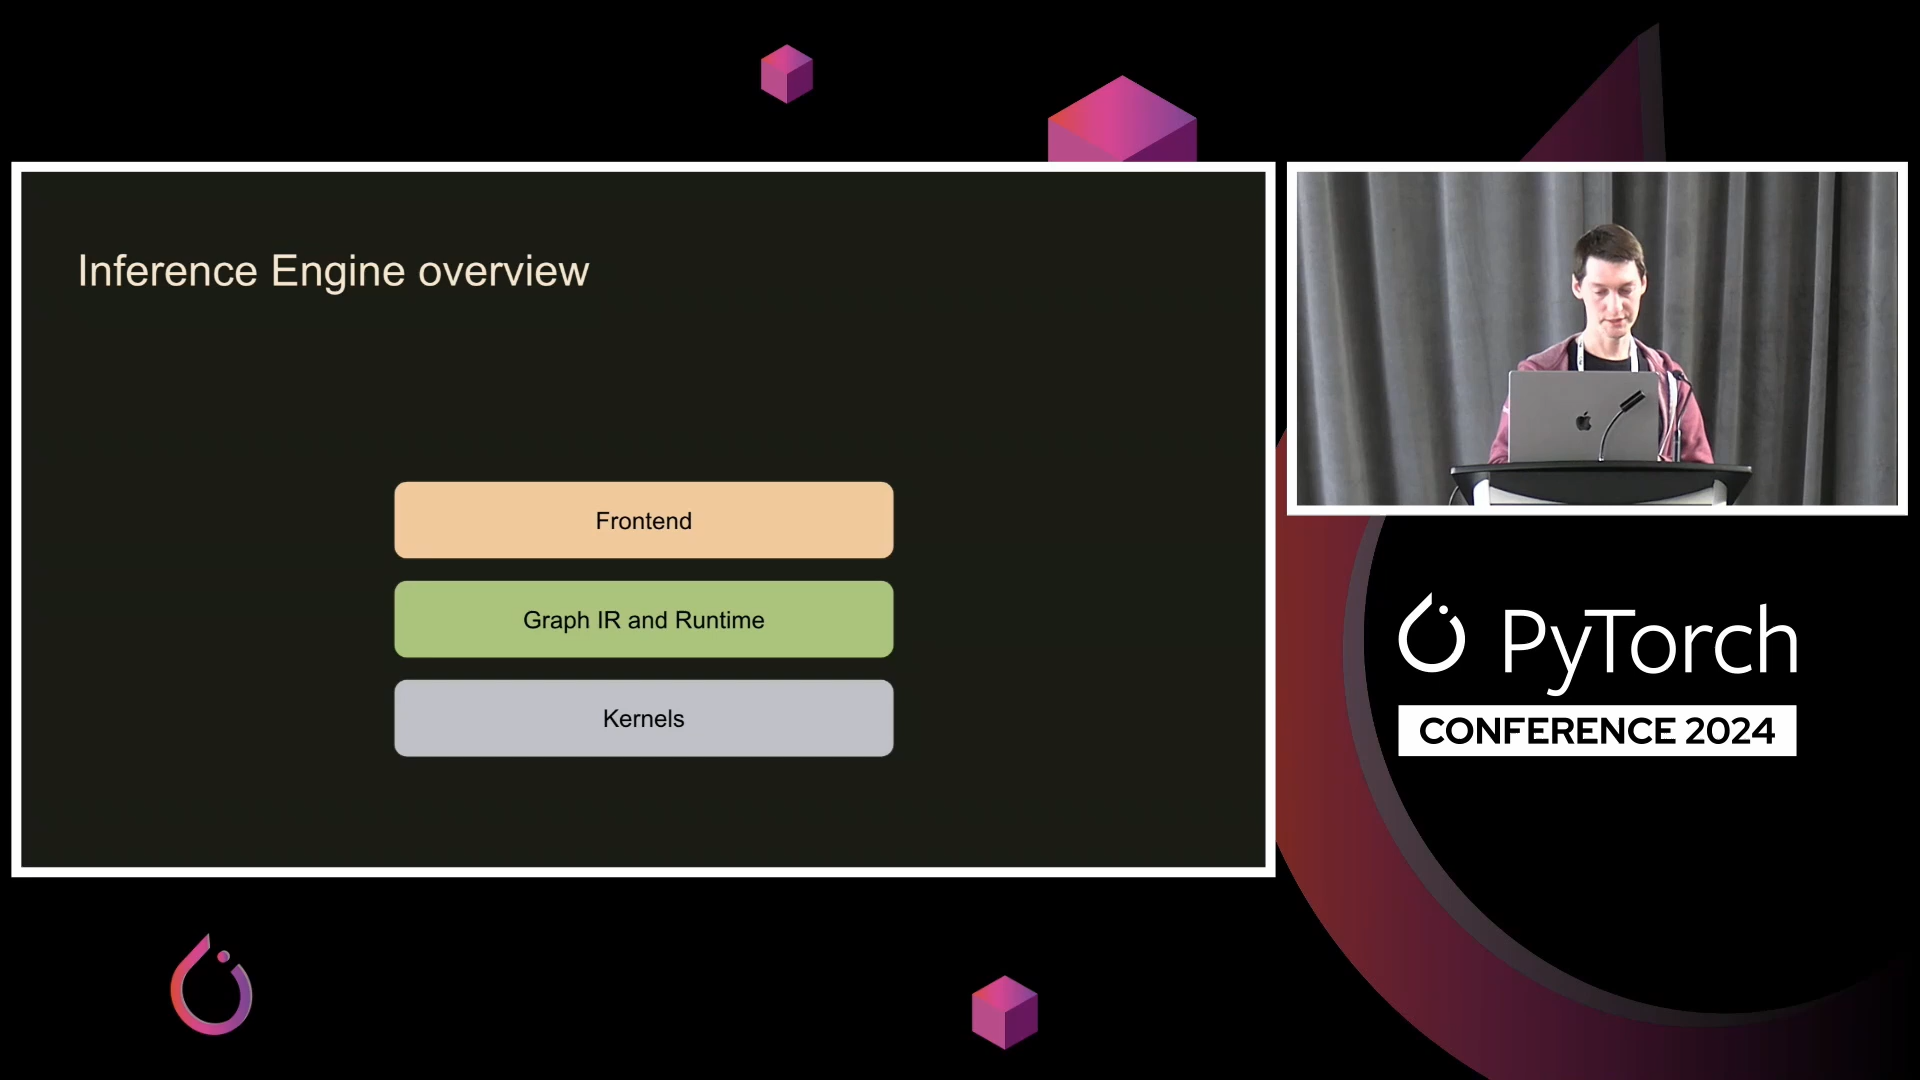 Inference Engine overview
Frontend
Graph IR and Runtime
Kernels
PyTorch
CONFERENCE 2024